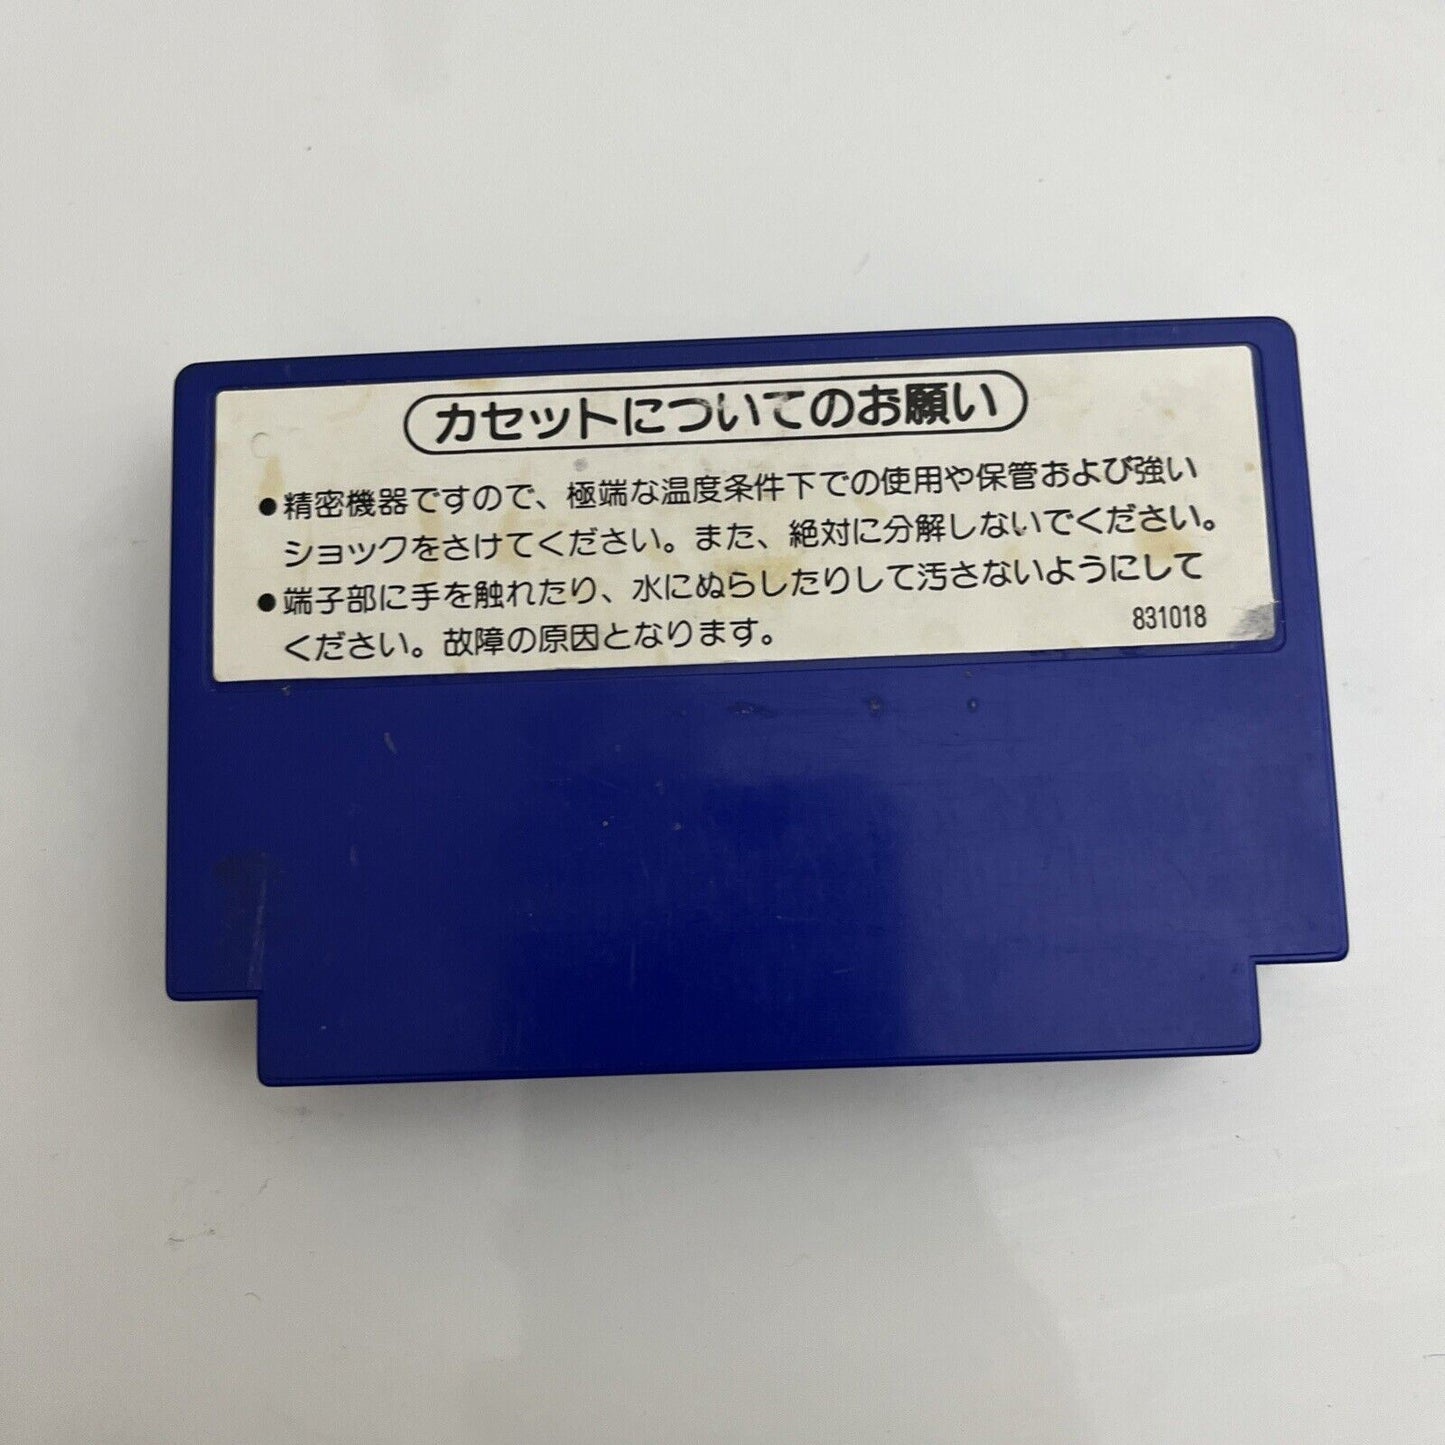 カセットについてのお願い
●精密機器ですので、極端な温度条件下での使用や保管および強い
ショックをさけてください。また、絶対に分解しないでください。
●端子部に手を触れたり、水にぬらしたりして汚さないようにして
ください。故障の原因となります。
831018